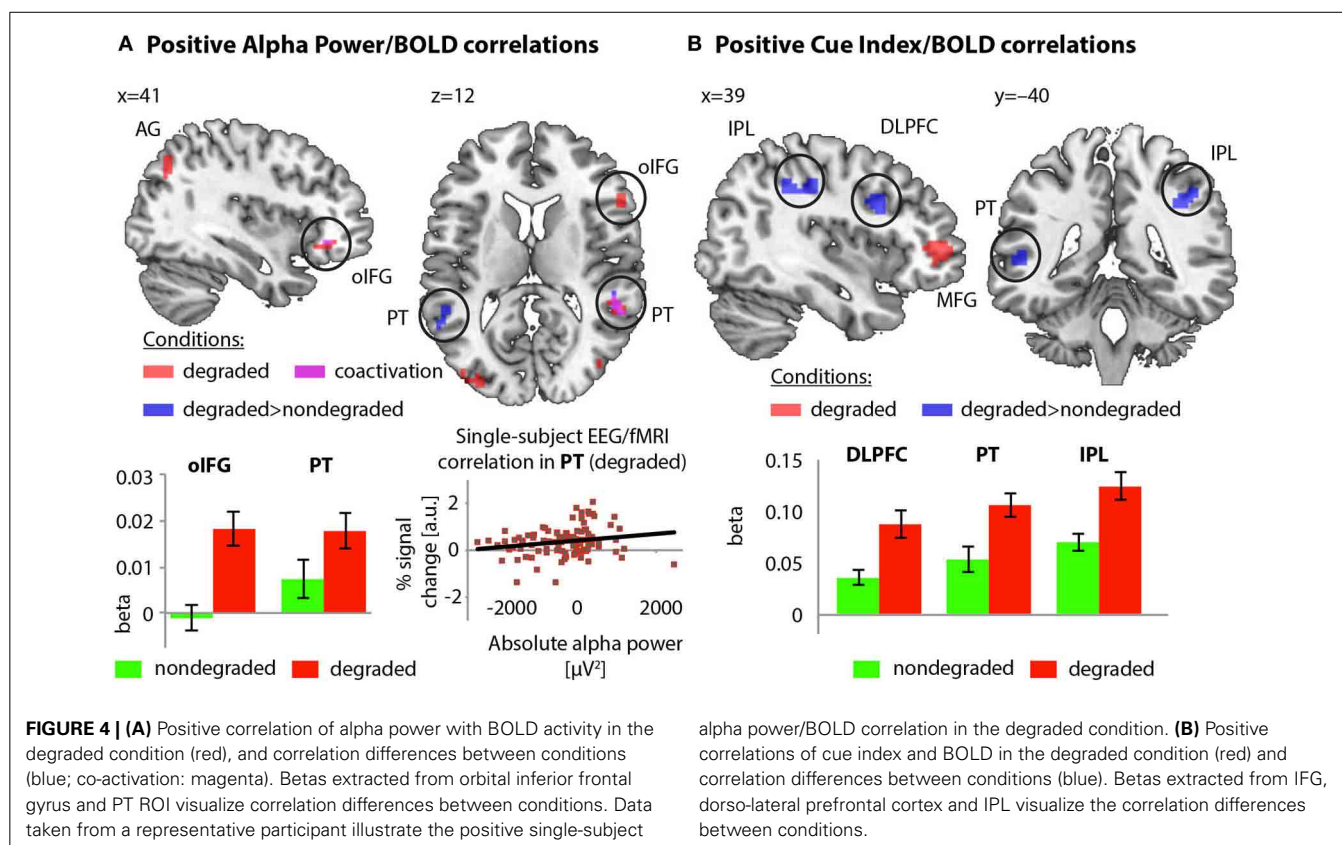 A Positive Alpha Power/BOLD correlations
x=41
z=12
AG
oIFG
oIFG
PT
PT
Conditions:
degraded
coactivation
degraded>nondegraded
oIFG
PT
0.03
0.02
0.01
0
beta
nondegraded
degraded
Single-subject EEG/fMRI
correlation in PT (degraded)
% signal
change [a.u.]
2
0
-2
-2000
0
2000
Absolute alpha power
[µV²]
B Positive Cue Index/BOLD correlations
x=39
y=–40
IPL
DLPFC
IPL
PT
MFG
Conditions:
degraded
degraded>nondegraded
DLPFC
PT
IPL
0.15
0.10
0.05
0
beta
nondegraded
degraded
FIGURE 4 | (A) Positive correlation of alpha power with BOLD activity in the
degraded condition (red), and correlation differences between conditions
(blue; co-activation: magenta). Betas extracted from orbital inferior frontal
gyrus and PT ROI visualize correlation differences between conditions. Data
taken from a representative participant illustrate the positive single-subject
alpha power/BOLD correlation in the degraded condition. (B) Positive
correlations of cue index and BOLD in the degraded condition (red) and
correlation differences between conditions (blue). Betas extracted from IFG,
dorso-lateral prefrontal cortex and IPL visualize the correlation differences
between conditions.